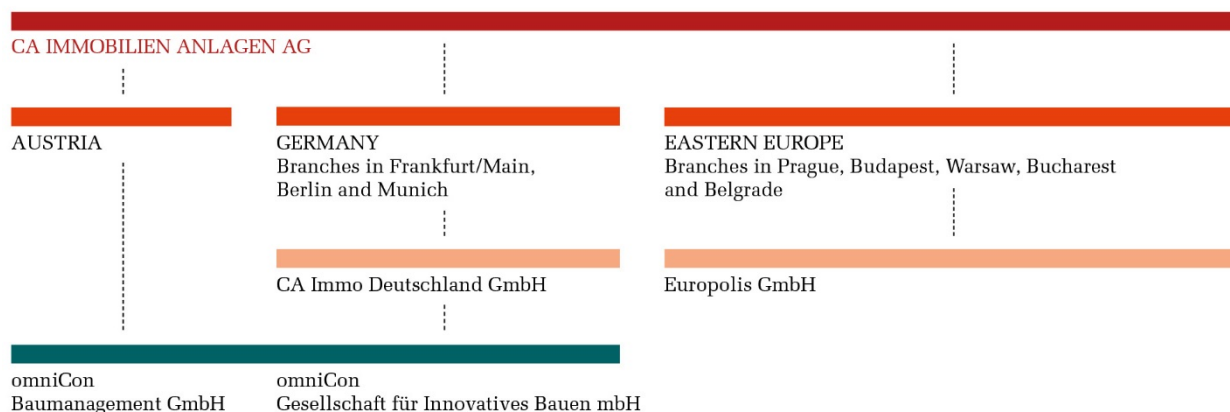 CA IMMOBILIEN ANLAGEN AG
AUSTRIA
GERMANY
Branches in Frankfurt/Main,
Berlin and Munich
EASTERN EUROPE
Branches in Prague, Budapest, Warsaw, Bucharest
and Belgrade
CA Immo Deutschland GmbH
Europolis GmbH
omniCon
Baumanagement GmbH
omniCon
Gesellschaft für Innovatives Bauen mbH